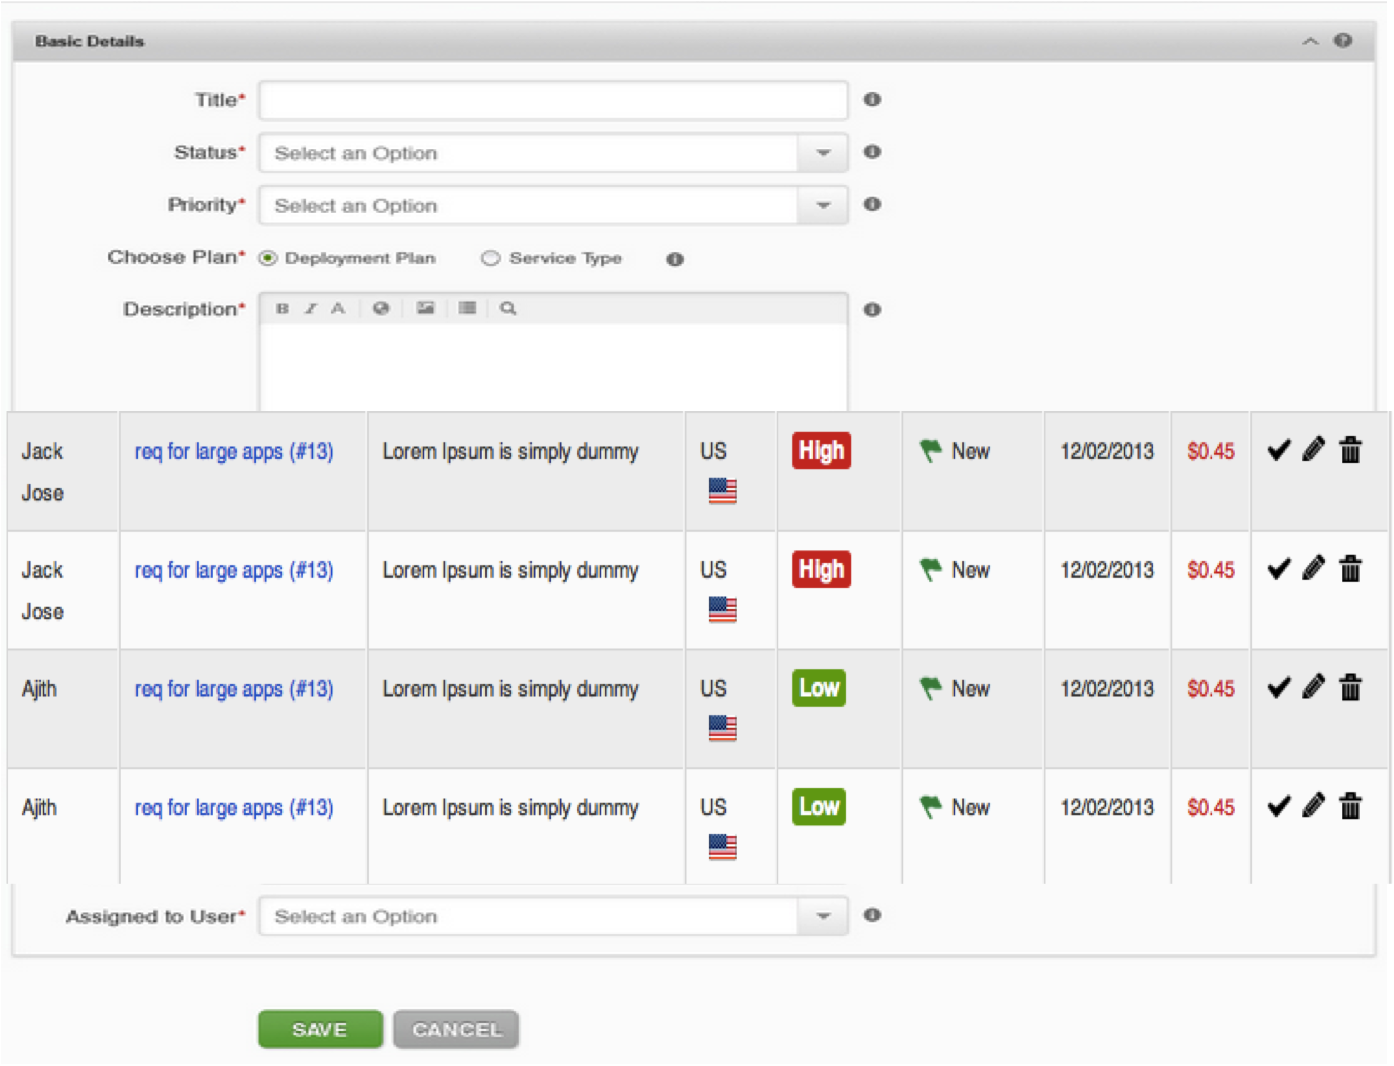 Basic Details
Title*
Status* Select an Option
Priority* Select an Option
Choose Plan* Deployment Plan Service Type
Description* B I A
Jack Jose req for large apps (#13) Lorem Ipsum is simply dummy US High New 12/02/2013 $0.45
Jack Jose req for large apps (#13) Lorem Ipsum is simply dummy US High New 12/02/2013 $0.45
Ajith req for large apps (#13) Lorem Ipsum is simply dummy US Low New 12/02/2013 $0.45
Ajith req for large apps (#13) Lorem Ipsum is simply dummy US Low New 12/02/2013 $0.45
Assigned to User* Select an Option
SAVE CANCEL